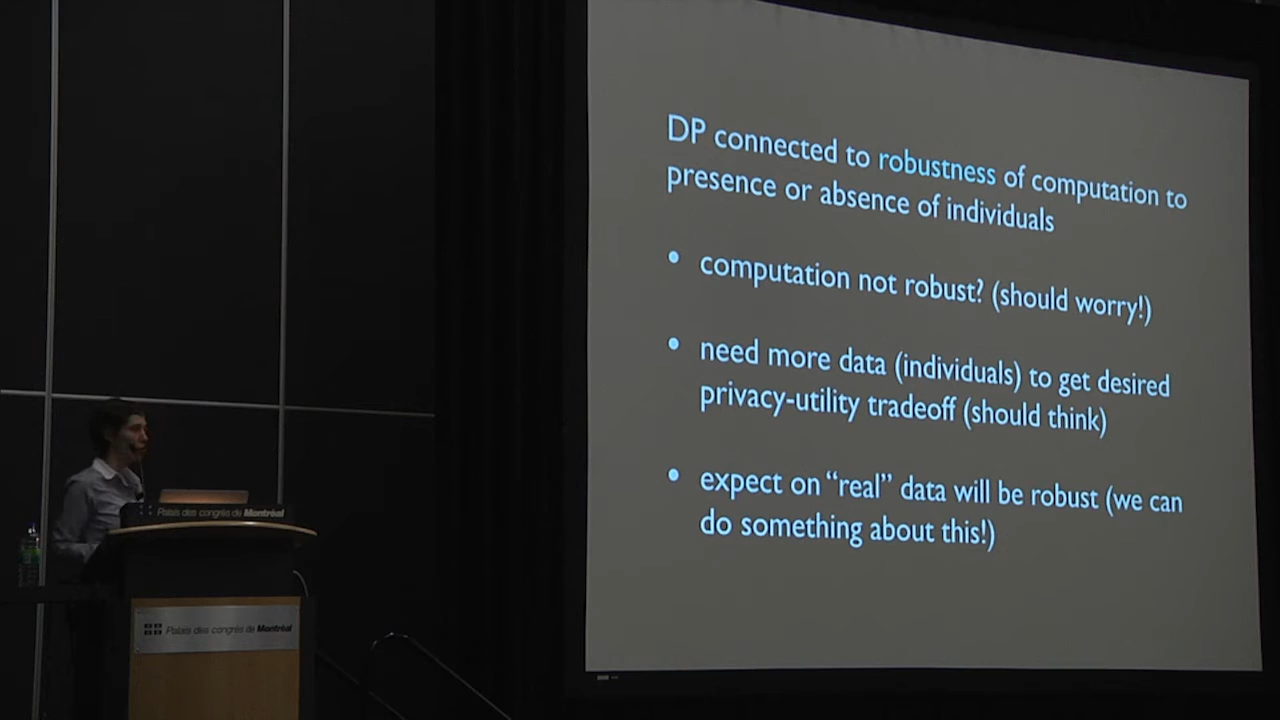 DP connected to robustness of computation to
presence or absence of individuals
• computation not robust? (should worry!)
• need more data (individuals) to get desired
privacy-utility tradeoff (should think)
• expect on “real” data will be robust (we can
do something about this!)
Palais des congrès de Montréal
Palais des congrès de Montréal